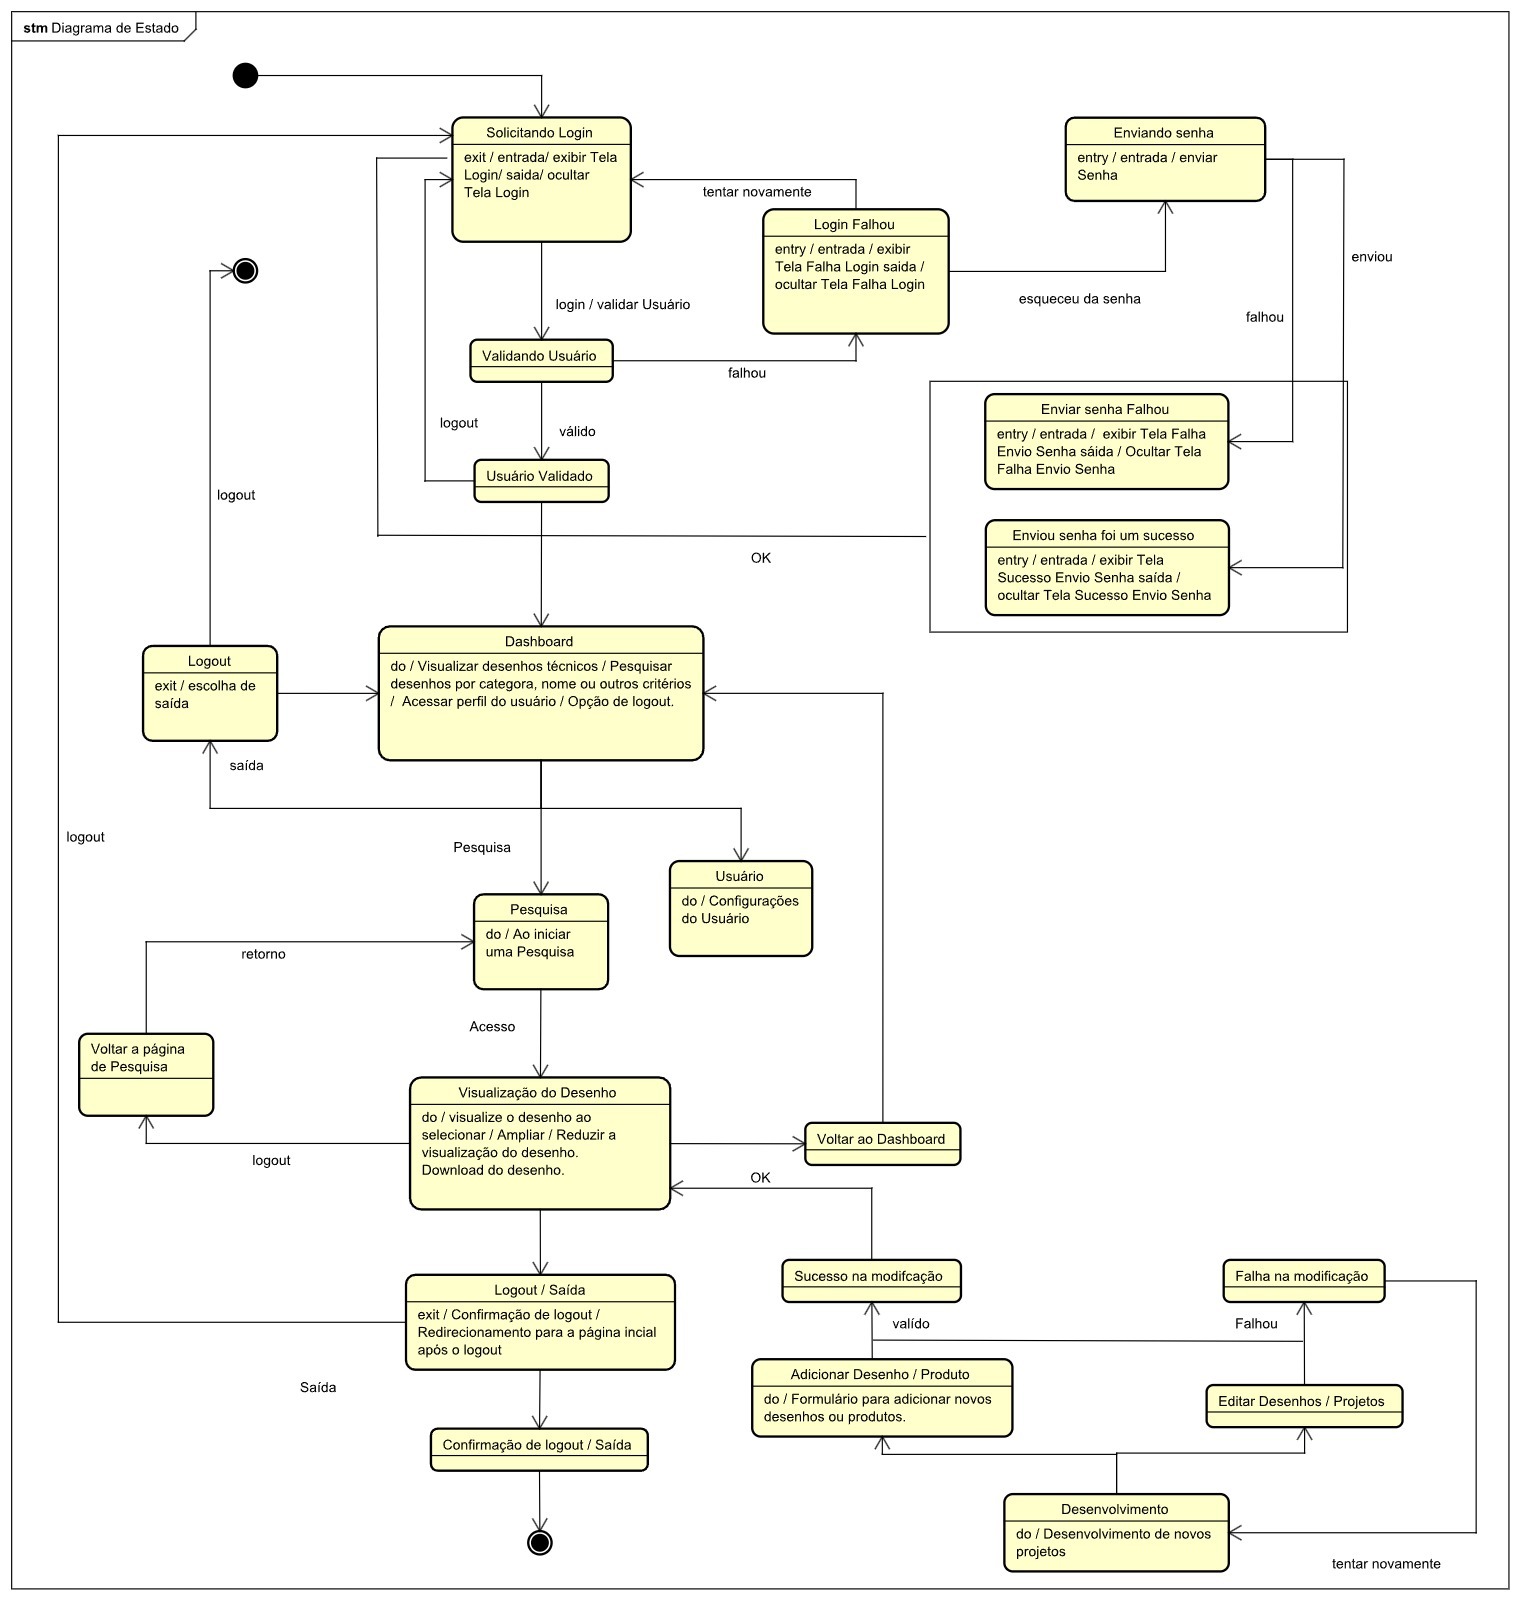 stm Diagrama de Estado
Solicitando Login
exit / entrada/ exibir Tela
Login/ saida/ ocultar
Tela Login
Enviando senha
entry / entrada / enviar
Senha
tentar novamente
Login Falhou
entry / entrada / exibir
Tela Falha Login saida /
ocultar Tela Falha Login
enviou
esqueceu da senha
login / validar Usuário
falhou
Validando Usuário
falhou
Enviar senha Falhou
entry / entrada /  exibir Tela Falha
Envio Senha sáida / Ocultar Tela
Falha Envio Senha
logout
válido
Usuário Validado
logout
Enviou senha foi um sucesso
entry / entrada / exibir Tela
Sucesso Envio Senha saída /
ocultar Tela Sucesso Envio Senha
OK
Dashboard
do / Visualizar desenhos técnicos / Pesquisar
desenhos por categora, nome ou outros critérios
/  Acessar perfil do usuário / Opção de logout.
Logout
exit / escolha de
saída
saída
logout
Pesquisa
Usuário
do / Configurações
do Usuário
Pesquisa
do / Ao iniciar
uma Pesquisa
retorno
Acesso
Voltar a página
de Pesquisa
Visualização do Desenho
do / visualize o desenho ao
selecionar / Ampliar / Reduzir a
visualização do desenho.
Download do desenho.
Voltar ao Dashboard
logout
OK
Sucesso na modifcação
Falha na modificação
Logout / Saída
exit / Confirmação de logout /
Redirecionamento para a página incial
após o logout
valído
Falhou
Saída
Adicionar Desenho / Produto
do / Formulário para adicionar novos
desenhos ou produtos.
Editar Desenhos / Projetos
Confirmação de logout / Saída
Desenvolvimento
do / Desenvolvimento de novos
projetos
tentar novamente